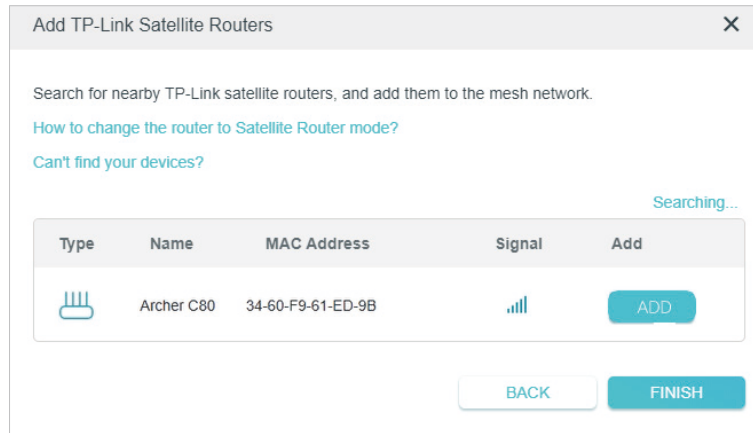 Add TP-Link Satellite Routers
Search for nearby TP-Link satellite routers, and add them to the mesh network.
How to change the router to Satellite Router mode?
Can't find your devices?
Searching...
Type Name MAC Address Signal Add
Archer C80 34-60-F9-61-ED-9B ADD
BACK FINISH